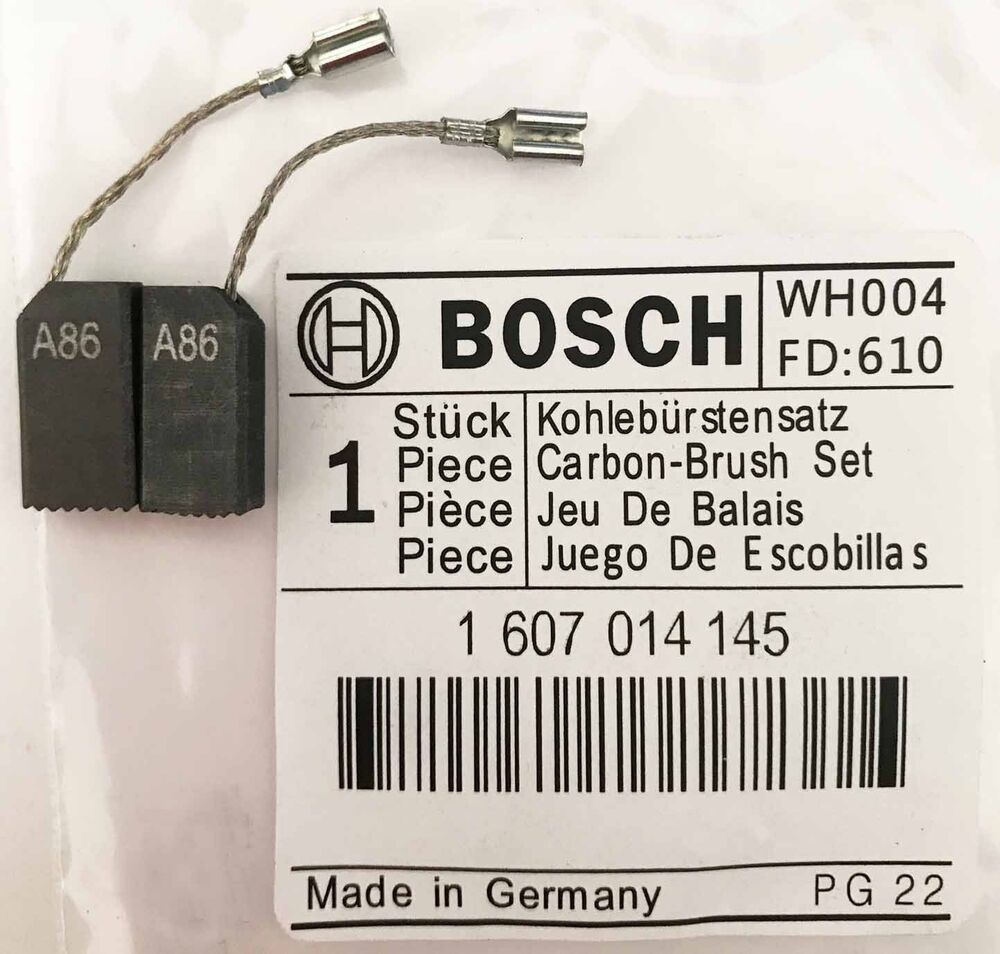 A86
A86
BOSCH
WH004
FD:610
1
Stück
Piece
Pièce
Piece
Kohlebürstensatz
Carbon-Brush Set
Jeu De Balais
Juego De Escobillas
1 607 014 145
Made in Germany
PG 22